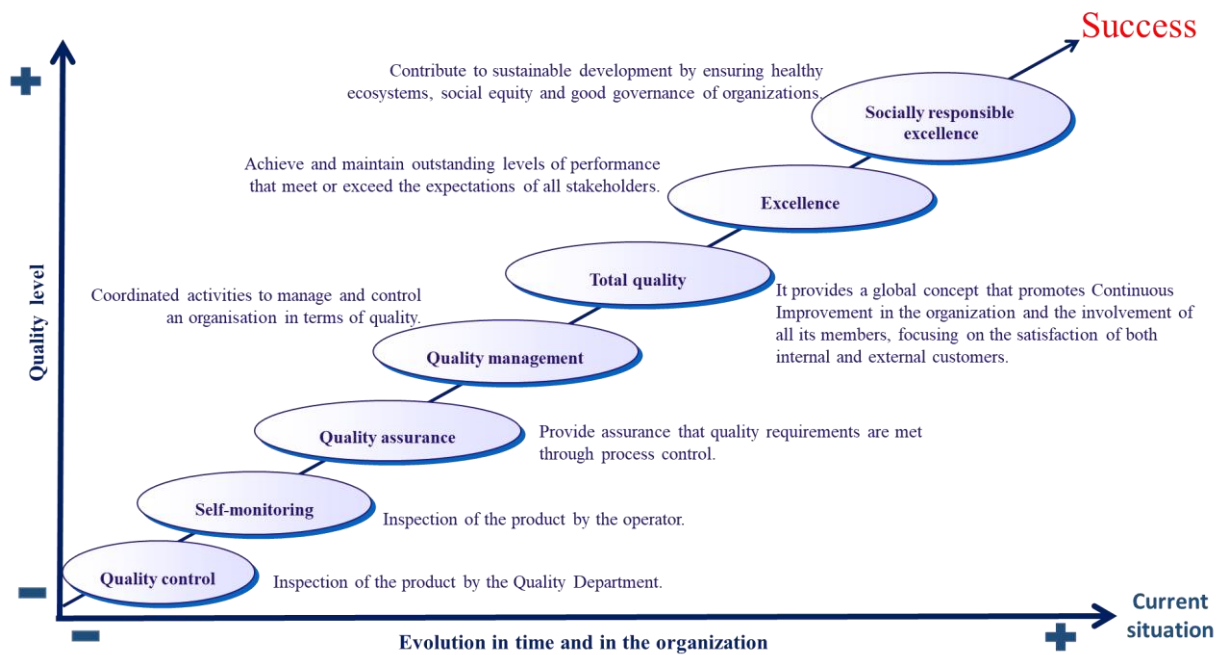 Success
Contribute to sustainable development by ensuring healthy
ecosystems, social equity and good governance of organizations.
Socially responsible
excellence
Achieve and maintain outstanding levels of performance
that meet or exceed the expectations of all stakeholders.
Excellence
Total quality
It provides a global concept that promotes Continuous
Improvement in the organization and the involvement of
all its members, focusing on the satisfaction of both
internal and external customers.
Coordinated activities to manage and control
an organisation in terms of quality.
Quality management
Quality assurance
Provide assurance that quality requirements are met
through process control.
Self-monitoring
Inspection of the product by the operator.
Quality control
Inspection of the product by the Quality Department.
Quality level
+
-
-
Evolution in time and in the organization
+
Current
situation